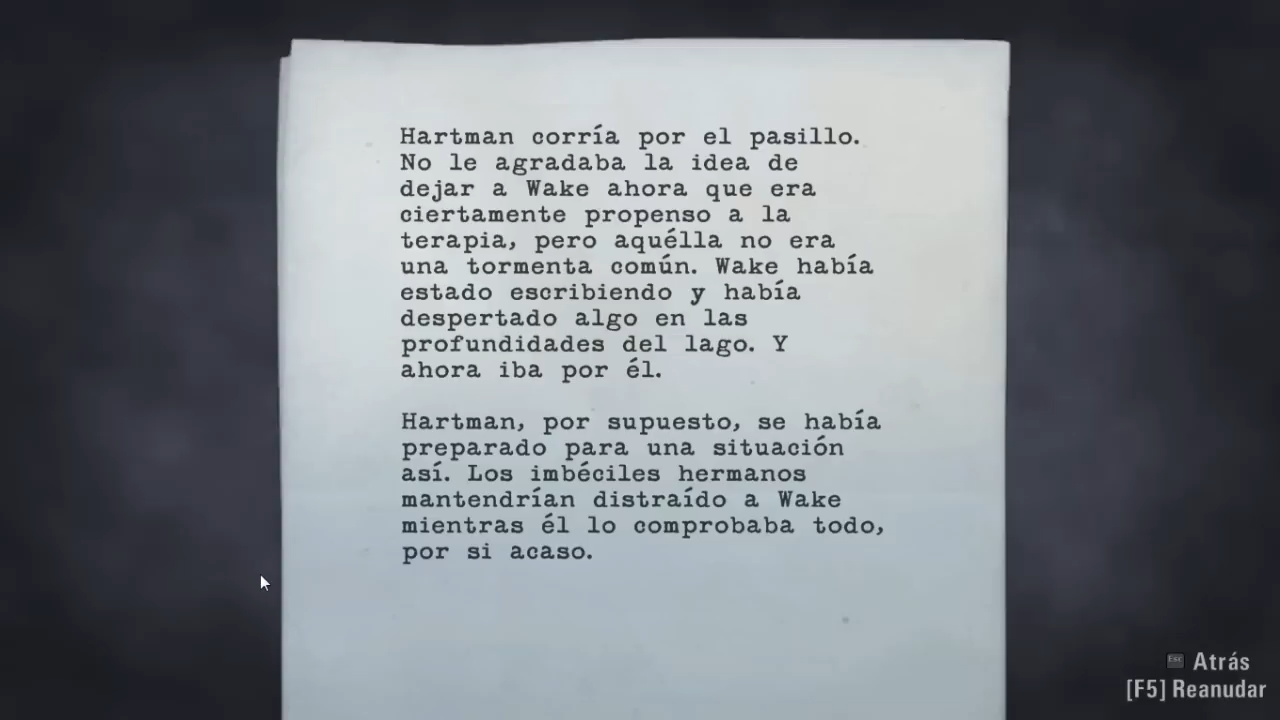 Hartman corría por el pasillo.
No le agradaba la idea de
dejar a Wake ahora que era
ciertamente propenso a la
terapia, pero aquélla no era
una tormenta común. Wake había
estado escribiendo y había
despertado algo en las
profundidades del lago. Y
ahora iba por él.
Hartman, por supuesto, se había
preparado para una situación
así. Los imbéciles hermanos
mantendrían distraído a Wake
mientras él lo comprobaba todo,
por si acaso.
Esc Atrás
[F5] Reanudar